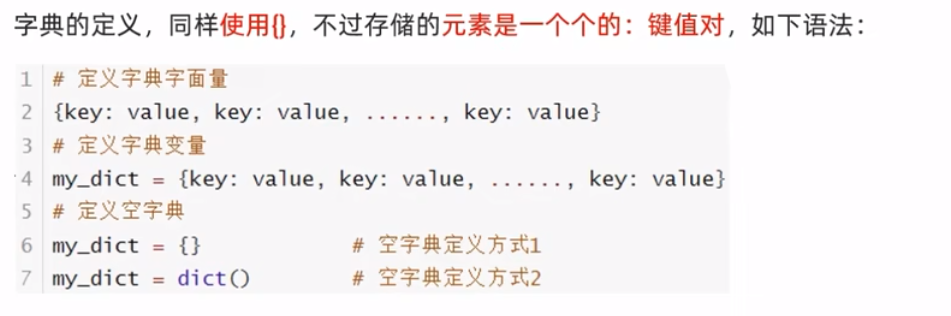 字典的定义，同样使用{}，不过存储的元素是一个个的：键值对，如下语法：
1 # 定义字典字面量
2 {key: value, key: value, ......, key: value}
3 # 定义字典变量
4 my_dict = {key: value, key: value, ......, key: value}
5 # 定义空字典
6 my_dict = {} # 空字典定义方式1
7 my_dict = dict() # 空字典定义方式2